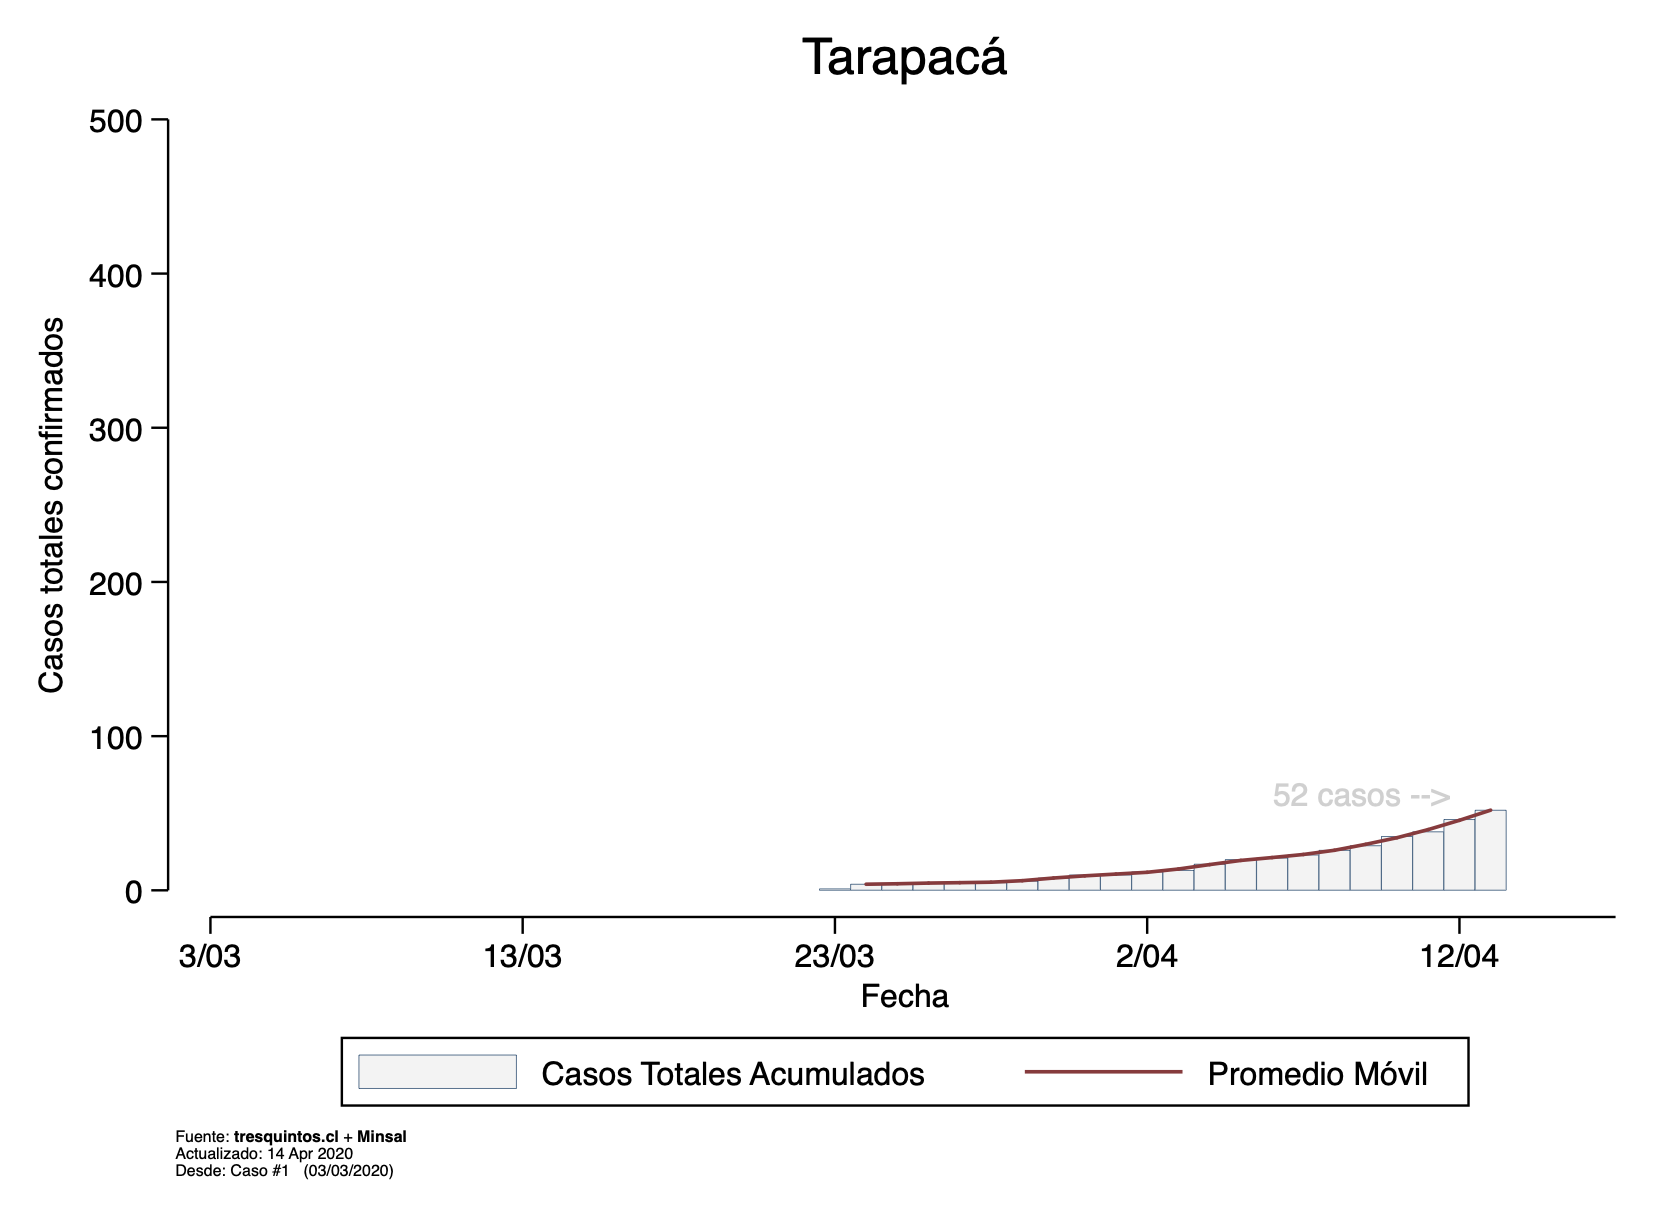 Tarapacá
500
400
300
200
100
0
Casos totales confirmados
52 casos -->
3/03 13/03 23/03 2/04 12/04
Fecha
Casos Totales Acumulados Promedio Móvil
Fuente: tresquintos.cl + Minsal
Actualizado: 14 Apr 2020
Desde: Caso #1 (03/03/2020)